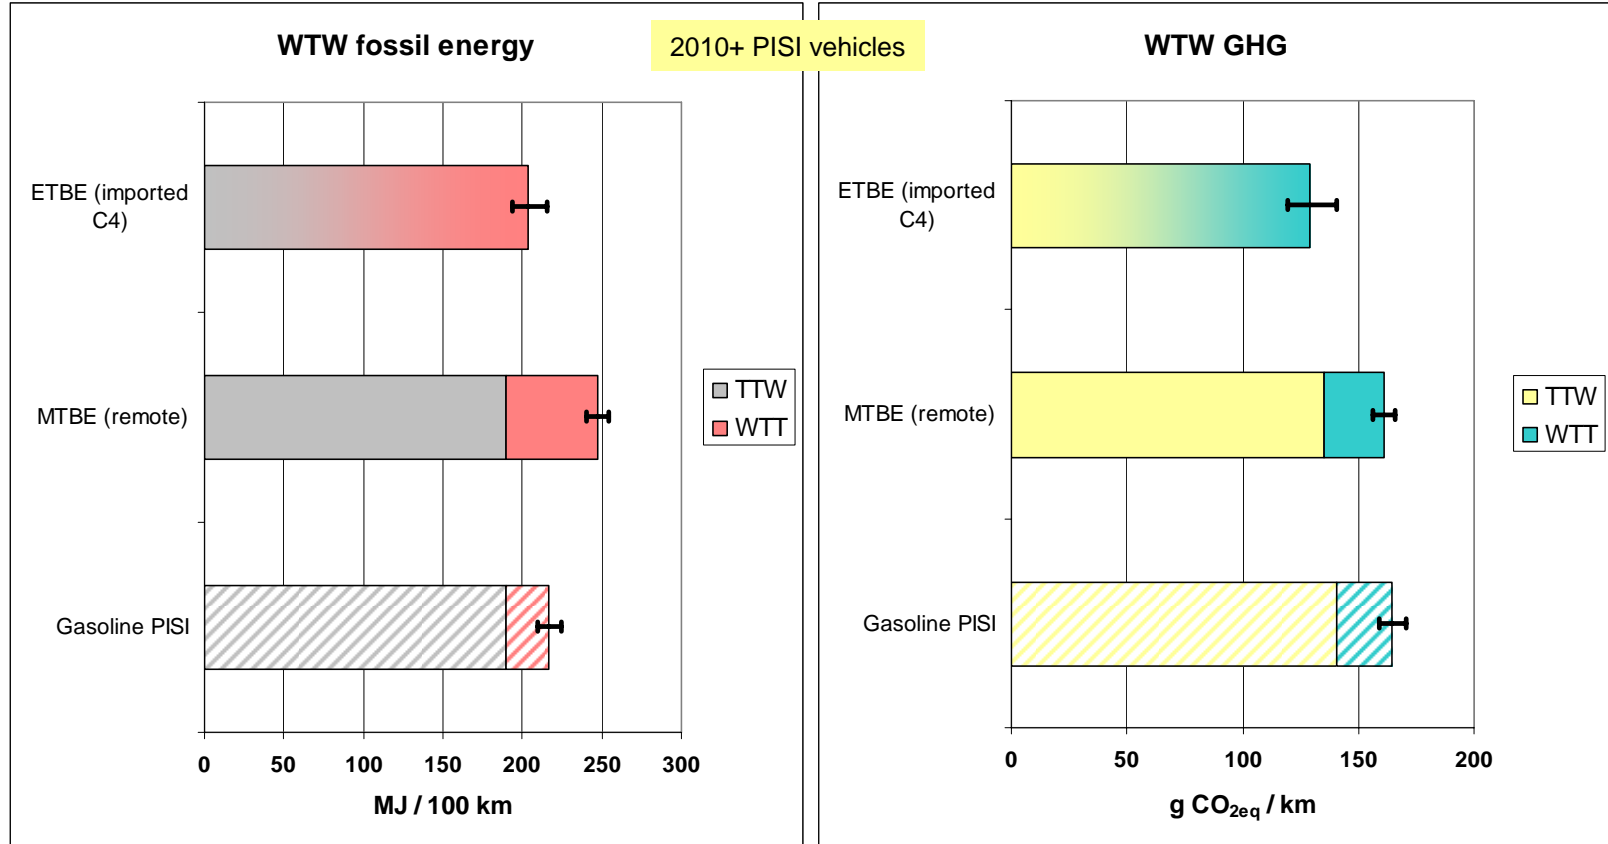 WTW fossil energy
2010+ PISI vehicles
WTW GHG
ETBE (imported
C4)
MTBE (remote)
Gasoline PISI
0 50 100 150 200 250 300
MJ / 100 km
TTW
WTT
ETBE (imported
C4)
MTBE (remote)
Gasoline PISI
0 50 100 150 200
g CO₂eq / km
TTW
WTT